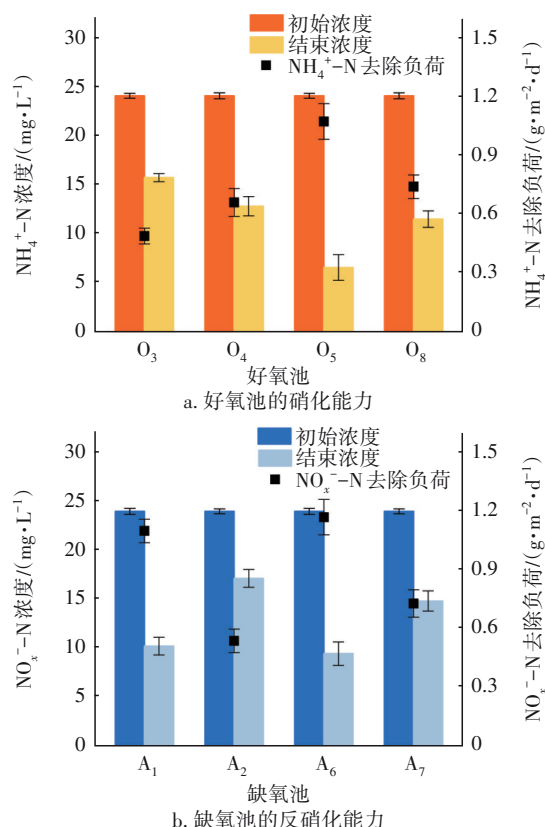 初始浓度
结束浓度
NH₄⁺-N去除负荷
NH₄⁺-N浓度/(mg·L⁻¹)
30
25
20
15
10
5
0
1.5
1.2
0.9
0.6
0.3
0
NH₄⁺-N去除负荷/(g·m⁻²·d⁻¹)
O₃ O₄ O₅ O₈
好氧池
a. 好氧池的硝化能力
初始浓度
结束浓度
NOₓ⁻-N去除负荷
NOₓ⁻-N浓度/(mg·L⁻¹)
30
25
20
15
10
5
0
1.5
1.2
0.9
0.6
0.3
0
NOₓ⁻-N去除负荷/(g·m⁻²·d⁻¹)
A₁ A₂ A₆ A₇
缺氧池
b. 缺氧池的反硝化能力